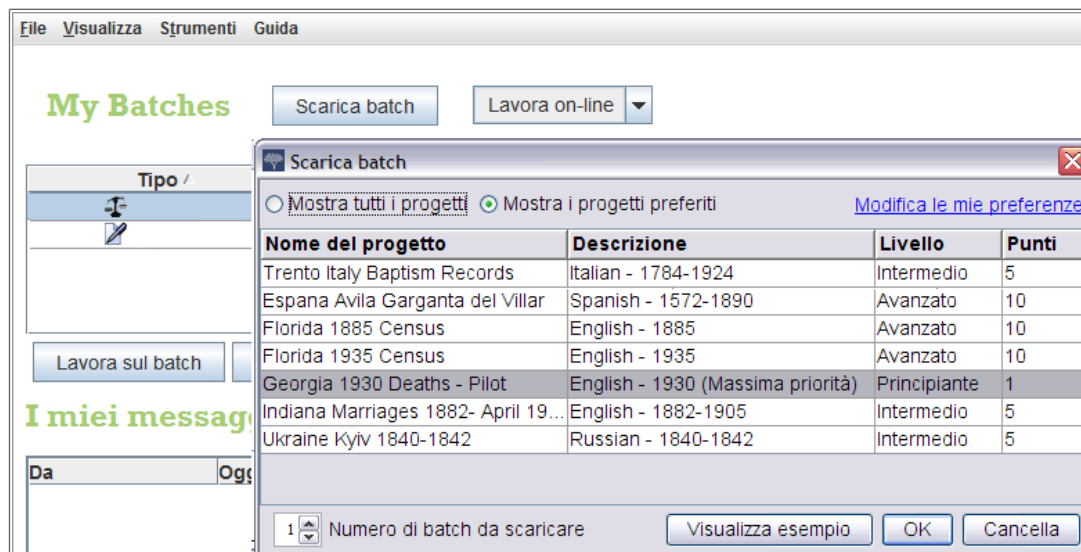 File Visualizza Strumenti Guida
My Batches Scarica batch Lavora on-line
Scarica batch
Tipo
Mostra tutti i progetti Mostra i progetti preferiti Modifica le mie preferenze
Nome del progetto Descrizione Livello Punti
Trento Italy Baptism Records Italian - 1784-1924 Intermedio 5
Espana Avila Garganta del Villar Spanish - 1572-1890 Avanzato 10
Florida 1885 Census English - 1885 Avanzato 10
Florida 1935 Census English - 1935 Avanzato 10
Lavora sul batch
Georgia 1930 Deaths - Pilot English - 1930 (Massima priorità) Principiante 1
I miei messag
Indiana Marriages 1882- April 19... English - 1882-1905 Intermedio 5
Ukraine Kyiv 1840-1842 Russian - 1840-1842 Intermedio 5
Da Ogg
1 Numero di batch da scaricare Visualizza esempio OK Cancella